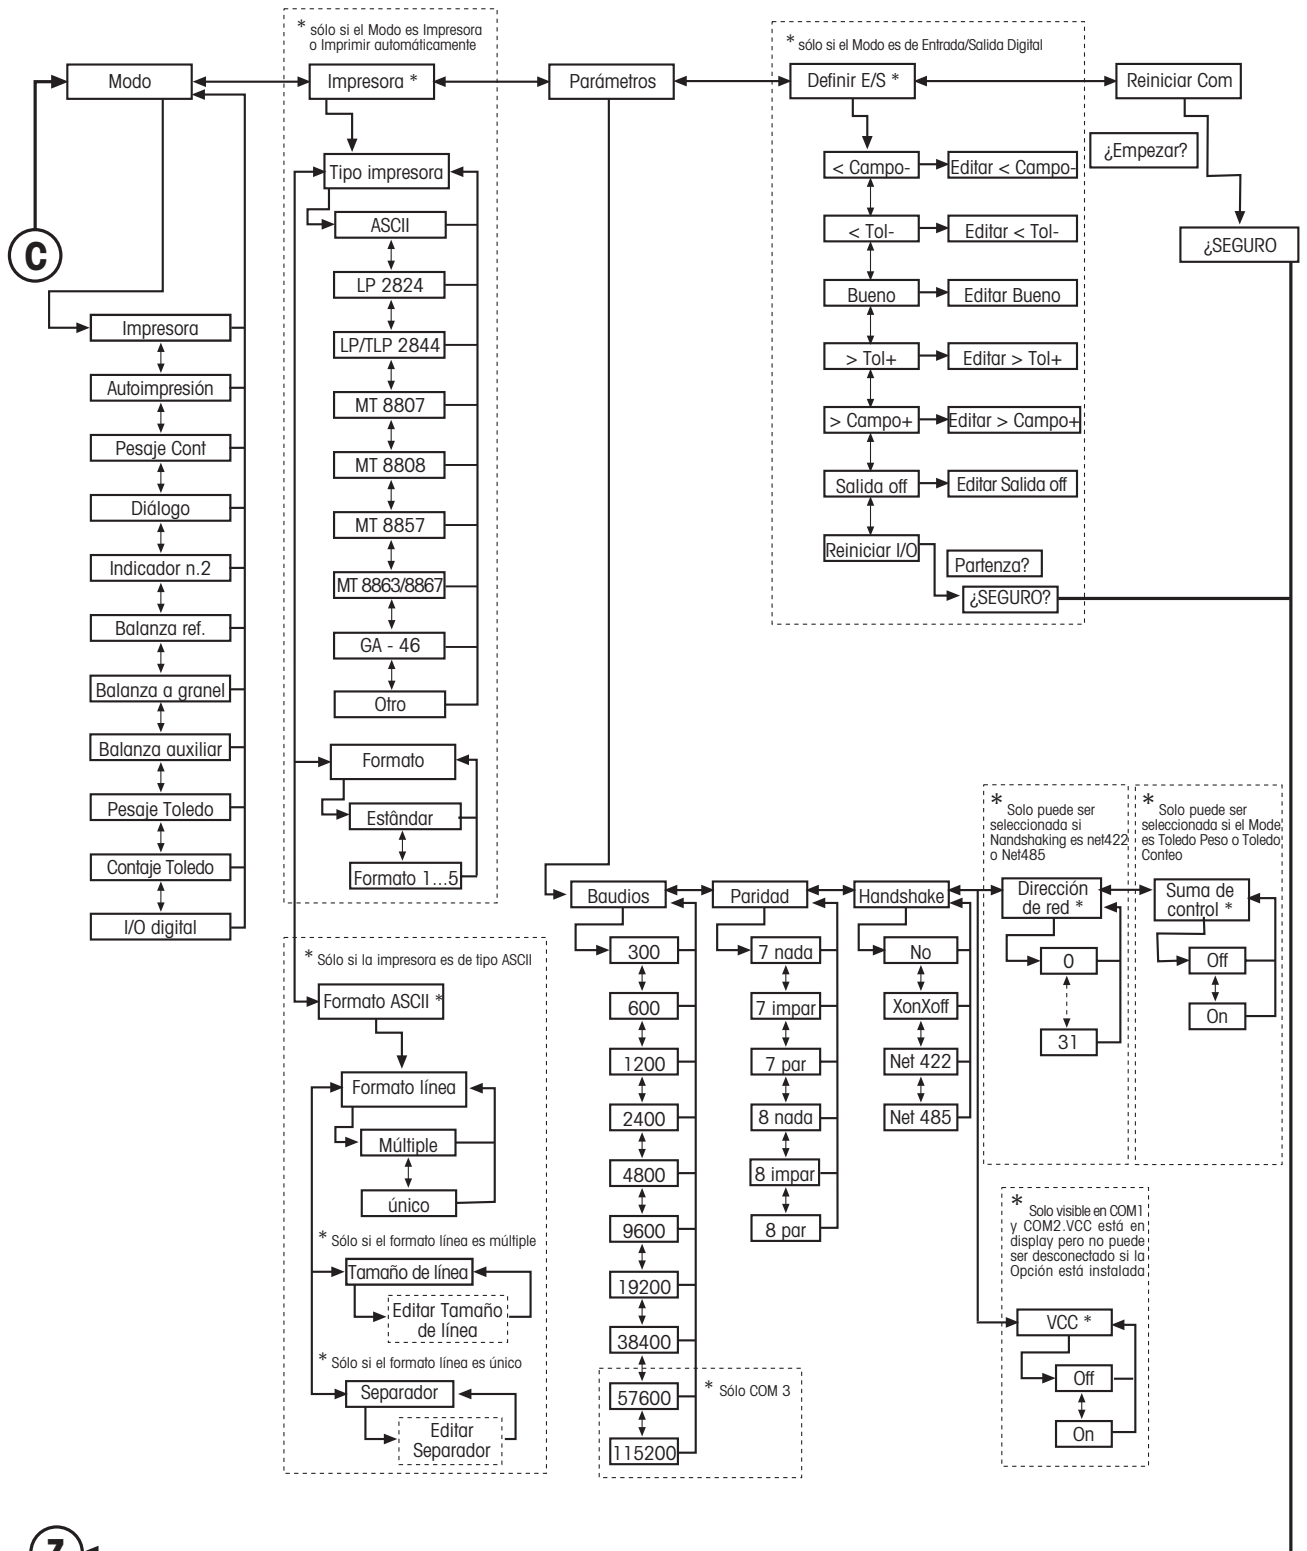 * sólo si el Modo es Impresora
o Imprimir automáticamente
* sólo si el Modo es de Entrada/Salida Digital
Modo
Impresora *
Parámetros
Definir E/S *
Reiniciar Com
¿Empezar?
¿SEGURO
C
Impresora
Autoimpresión
Pesaje Cont
Diálogo
Indicador n.2
Balanza ref.
Balanza a granel
Balanza auxiliar
Pesaje Toledo
Contaje Toledo
I/O digital
Tipo impresora
ASCII
LP 2824
LP/TLP 2844
MT 8807
MT 8808
MT 8857
MT 8863/8867
GA - 46
Otro
Formato
Estândar
Formato 1...5
* Sólo si la impresora es de tipo ASCII
Formato ASCII *
Formato línea
Múltiple
único
* Sólo si el formato línea es múltiple
Tamaño de línea
Editar Tamaño
de línea
* Sólo si el formato línea es único
Separador
Editar
Separador
< Campo-
Editar < Campo-
< Tol-
Editar < Tol-
Bueno
Editar Bueno
> Tol+
Editar > Tol+
> Campo+
Editar > Campo+
Salida off
Editar Salida off
Reiniciar I/O
Partenza?
¿SEGURO?
Baudios
300
600
1200
2400
4800
9600
19200
38400
57600
115200
* Sólo COM 3
Paridad
7 nada
7 impar
7 par
8 nada
8 impar
8 par
Handshake
No
XonXoff
Net 422
Net 485
* Solo puede ser
seleccionada si
Nandshaking es net422
o Net485
Dirección
de red *
0
31
* Solo puede ser
seleccionada si el Mode
es Toledo Peso o Toledo
Conteo
Suma de
control *
Off
On
* Solo visible en COM1
y COM2.VCC está en
display pero no puede
ser desconectado si la
Opción está instalada
VCC *
Off
On